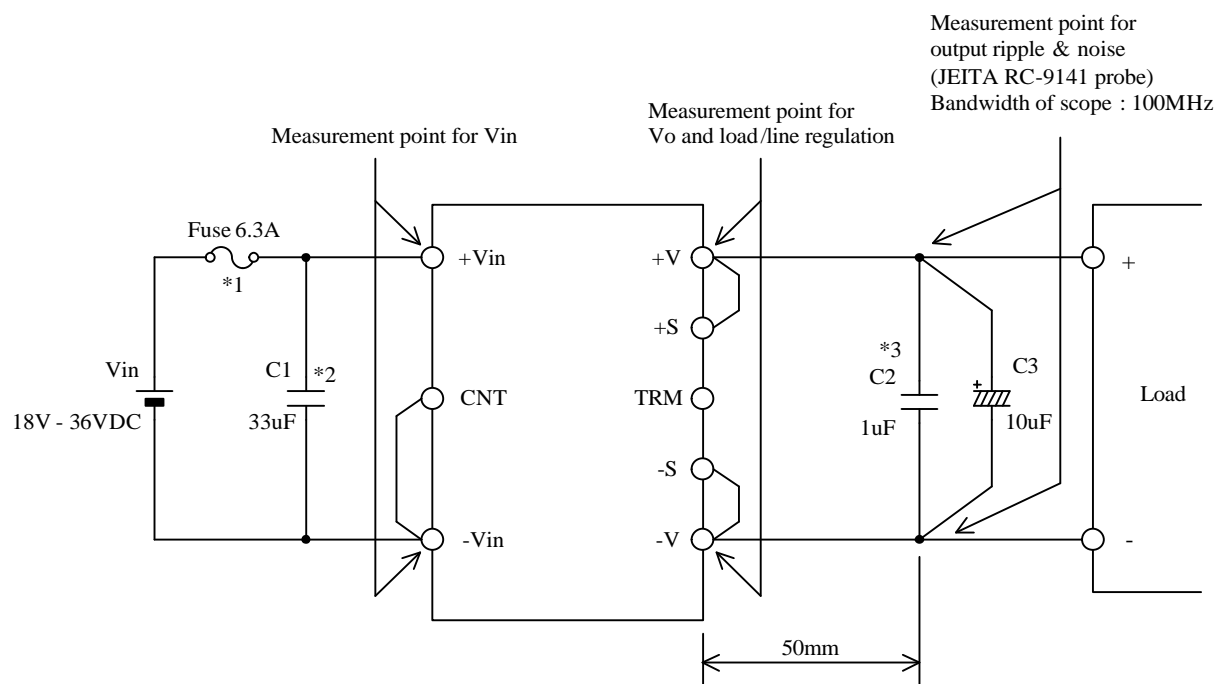 Measurement point for
output ripple & noise
(JEITA RC-9141 probe)
Bandwidth of scope : 100MHz
Measurement point for
Vo and load/line regulation
Measurement point for Vin
Fuse 6.3A
*1
+Vin
+V
+
+S
Vin
18V - 36VDC
C1
*2
33uF
CNT
TRM
*3
C2
1uF
C3
+
10uF
Load
-S
-Vin
-V
-
50mm